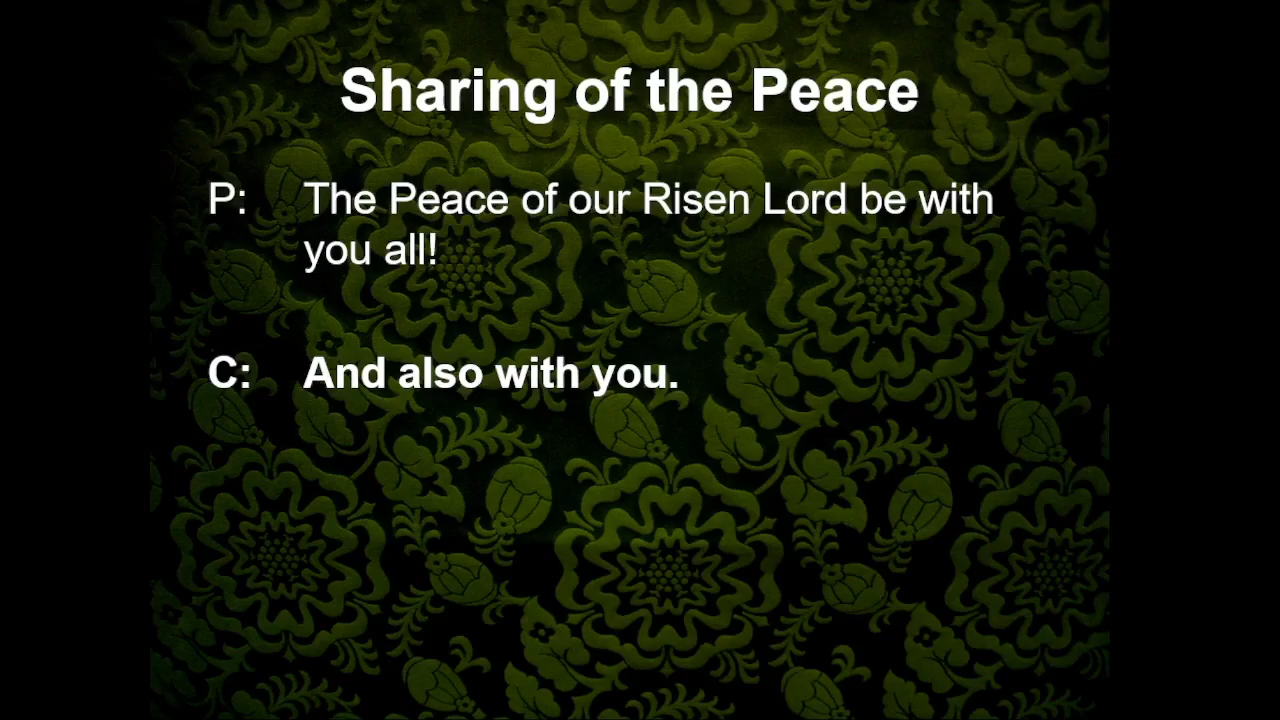 Sharing of the Peace
P: The Peace of our Risen Lord be with
you all!
C: And also with you.